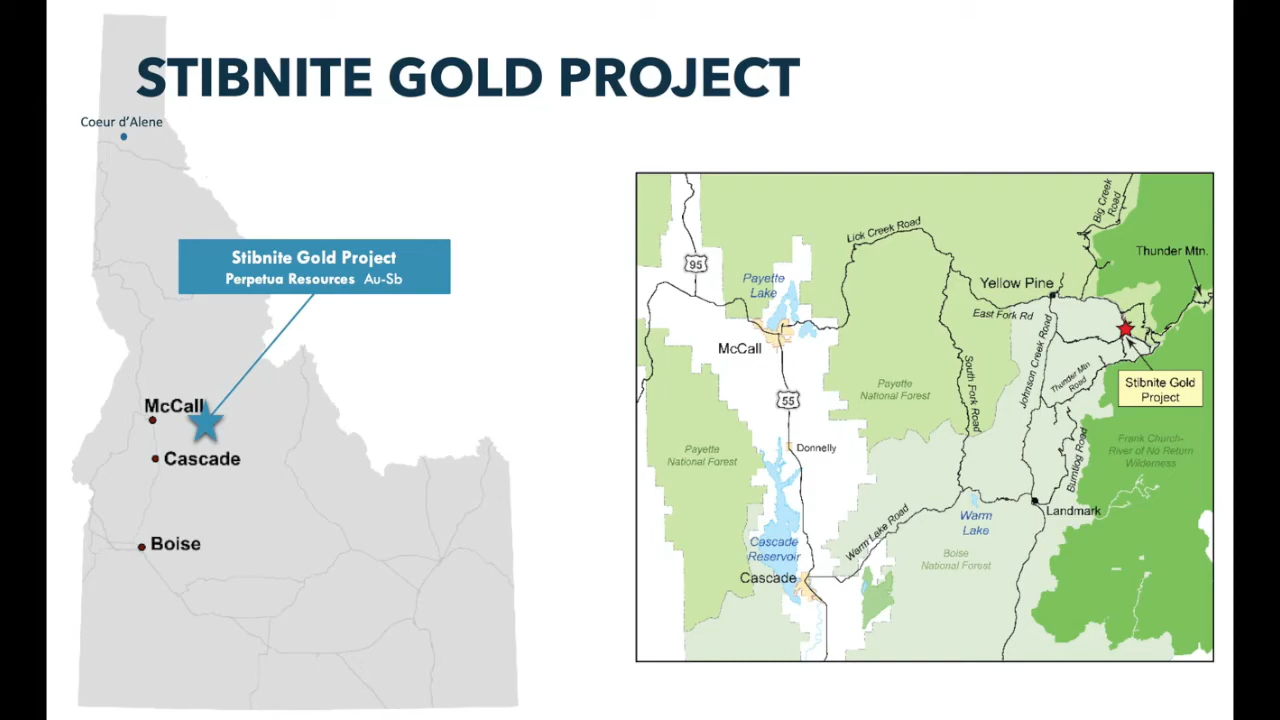 STIBNITE GOLD PROJECT
Coeur d'Alene
Stibnite Gold Project
Perpetua Resources Au-Sb
McCall
Cascade
Boise
Big Creek
Road
Lick Creek Road
Thunder Mtn.
95
Payette
Lake
Yellow Pine
East Fork Rd
McCall
Johnson Creek Road
South Fork Road
Thunder Mtn
Road
Stibnite Gold
Project
Payette
National Forest
55
Donnelly
Payette
National Forest
Frank Church-
River of No Return
Wilderness
Burntlog Road
Warm Lake Road
Warm
Lake
Landmark
Cascade
Reservoir
Boise
National Forest
Cascade